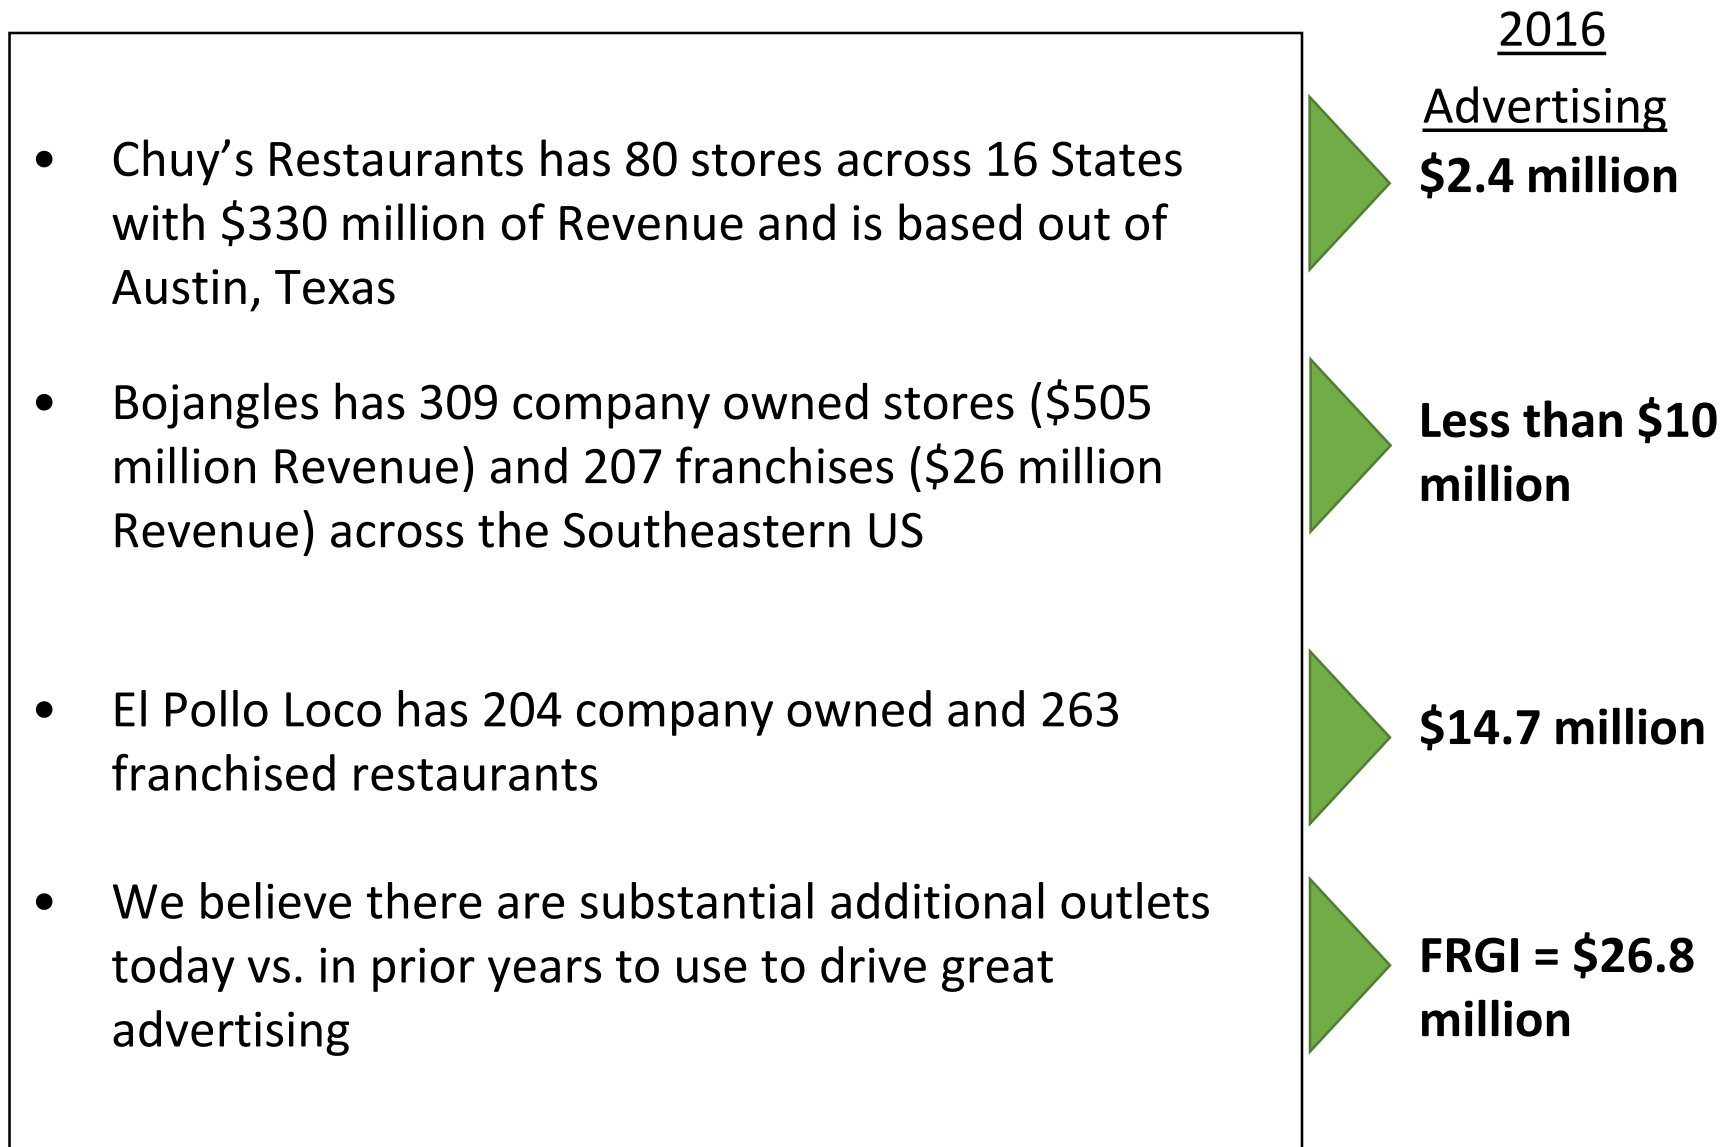 2016
Advertising
• Chuy’s Restaurants has 80 stores across 16 States
with $330 million of Revenue and is based out of
Austin, Texas
$2.4 million
• Bojangles has 309 company owned stores ($505
million Revenue) and 207 franchises ($26 million
Revenue) across the Southeastern US
Less than $10
million
• El Pollo Loco has 204 company owned and 263
franchised restaurants
$14.7 million
• We believe there are substantial additional outlets
today vs. in prior years to use to drive great
advertising
FRGI = $26.8
million